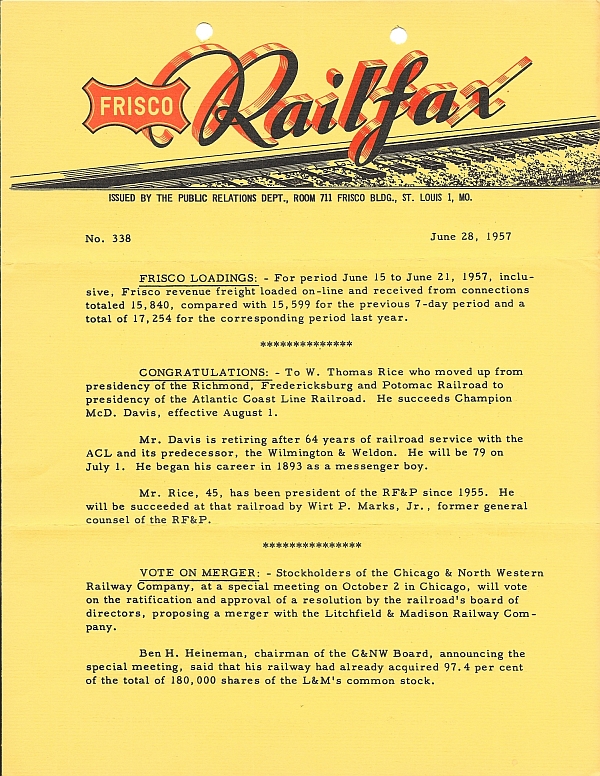 FRISCO Railfax
ISSUED BY THE PUBLIC RELATIONS DEPT., ROOM 711 FRISCO BLDG., ST. LOUIS 1, MO.
No. 338 June 28, 1957
FRISCO LOADINGS: - For period June 15 to June 21, 1957, inclu-
sive, Frisco revenue freight loaded on-line and received from connections
totaled 15,840, compared with 15,599 for the previous 7-day period and a
total of 17,254 for the corresponding period last year.
**************
CONGRATULATIONS: - To W. Thomas Rice who moved up from
presidency of the Richmond, Fredericksburg and Potomac Railroad to
presidency of the Atlantic Coast Line Railroad. He succeeds Champion
McD. Davis, effective August 1.
Mr. Davis is retiring after 64 years of railroad service with the
ACL and its predecessor, the Wilmington & Weldon. He will be 79 on
July 1. He began his career in 1893 as a messenger boy.
Mr. Rice, 45, has been president of the RF&P since 1955. He
will be succeeded at that railroad by Wirt P. Marks, Jr., former general
counsel of the RF&P.
***************
VOTE ON MERGER: - Stockholders of the Chicago & North Western
Railway Company, at a special meeting on October 2 in Chicago, will vote
on the ratification and approval of a resolution by the railroad's board of
directors, proposing a merger with the Litchfield & Madison Railway Com-
pany.
Ben H. Heineman, chairman of the C&NW Board, announcing the
special meeting, said that his railway had already acquired 97.4 per cent
of the total of 180,000 shares of the L&M's common stock.